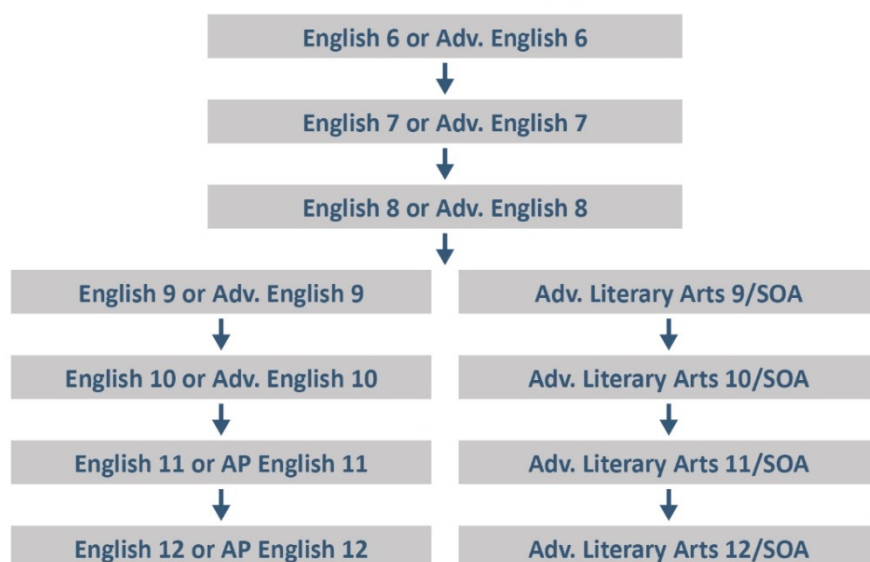 English 6 or Adv. English 6
English 7 or Adv. English 7
English 8 or Adv. English 8
English 9 or Adv. English 9
Adv. Literary Arts 9/SOA
English 10 or Adv. English 10
Adv. Literary Arts 10/SOA
English 11 or AP English 11
Adv. Literary Arts 11/SOA
English 12 or AP English 12
Adv. Literary Arts 12/SOA